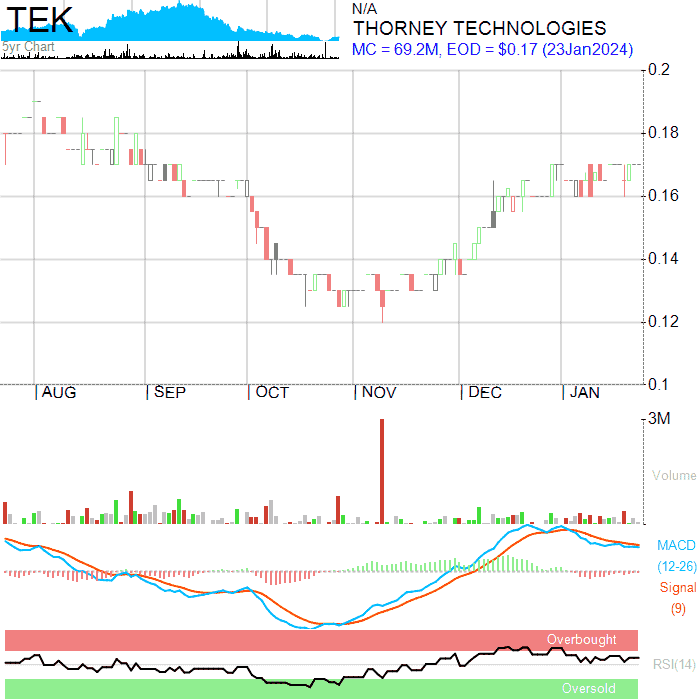 TEK
5yr Chart
N/A
THORNEY TECHNOLOGIES
MC = 69.2M, EOD = $0.17 (23Jan2024)
0.2
0.18
0.16
0.14
0.12
0.1
AUG SEP OCT NOV DEC JAN
3M
Volume
MACD
(12-26)
Signal
(9)
Overbought
RSI(14)
Oversold